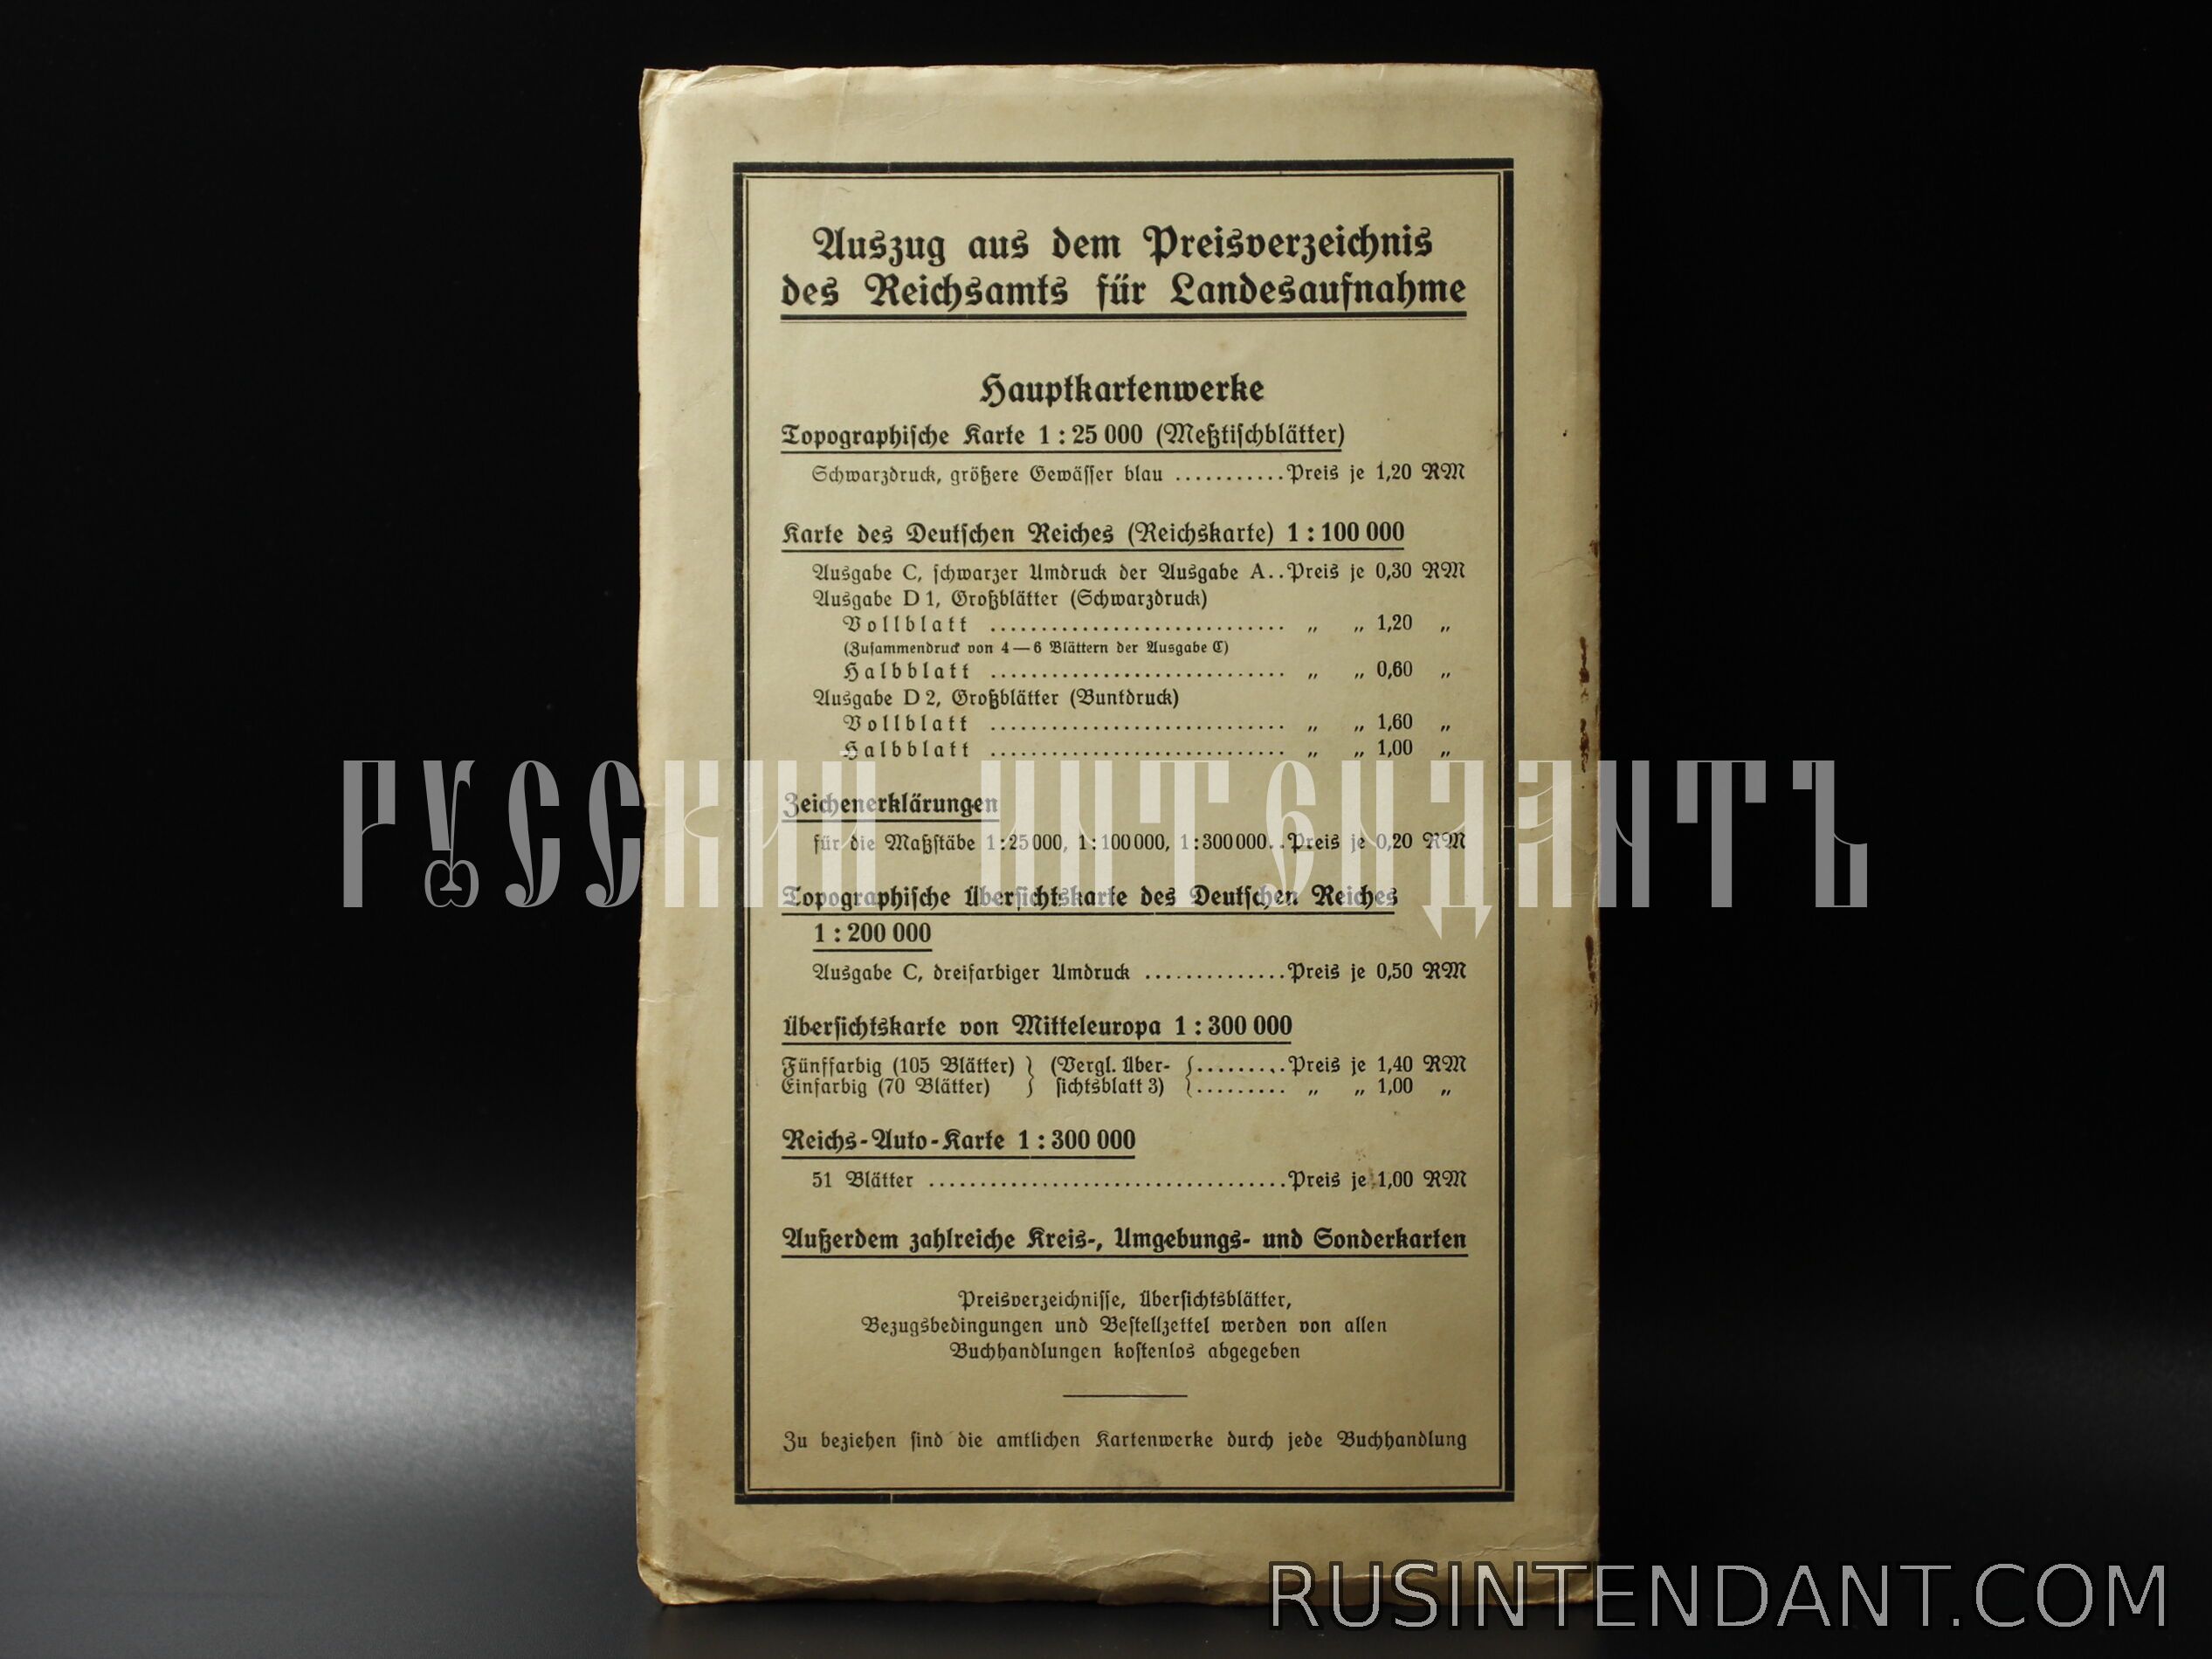 Auszug aus dem Preisverzeichnis
des Reichsamts für Landesaufnahme
Hauptkartenwerke
Topographiſche Karte 1 : 25 000 (Meßtiſchblätter)
Schwarzdruck, größere Gewäſſer blau ...........Preis je 1,20 RM
Karte des Deutſchen Reiches (Reichskarte) 1 : 100 000
Ausgabe C, ſchwarzer Umdruck der Ausgabe A..Preis je 0,30 RM
Ausgabe D 1, Großblätter (Schwarzdruck)
Vollblatt ............................. „ „ 1,20 „
(Zuſammendruck von 4 — 6 Blättern der Ausgabe C)
Halbblatt ............................. „ „ 0,60 „
Ausgabe D 2, Großblätter (Buntdruck)
Vollblatt ............................. „ „ 1,60 „
Halbblatt ............................. „ „ 1,00 „
РУССКИЙ ИНТЕНДАНТЪ
Zeichenerklärungen
für die Maßſtäbe 1:25000, 1:100000, 1:300000..Preis je 0,20 RM
Topographiſche Überſichtskarte des Deutſchen Reiches
1 : 200 000
Ausgabe C, dreifarbiger Umdruck ..............Preis je 0,50 RM
Überſichtskarte von Mitteleuropa 1 : 300 000
Fünffarbig (105 Blätter) } (Vergl. Über- {.........Preis je 1,40 RM
Einfarbig (70 Blätter) } ſichtsblatt 3) {......... „ „ 1,00 „
Reichs-Auto-Karte 1 : 300 000
51 Blätter ...................................Preis je 1,00 RM
Außerdem zahlreiche Kreis-, Umgebungs- und Sonderkarten
Preisverzeichniſſe, Überſichtsblätter,
Bezugsbedingungen und Beſtellzettel werden von allen
Buchhandlungen koſtenlos abgegeben
Zu beziehen ſind die amtlichen Kartenwerke durch jede Buchhandlung
RUSINTENDANT.COM